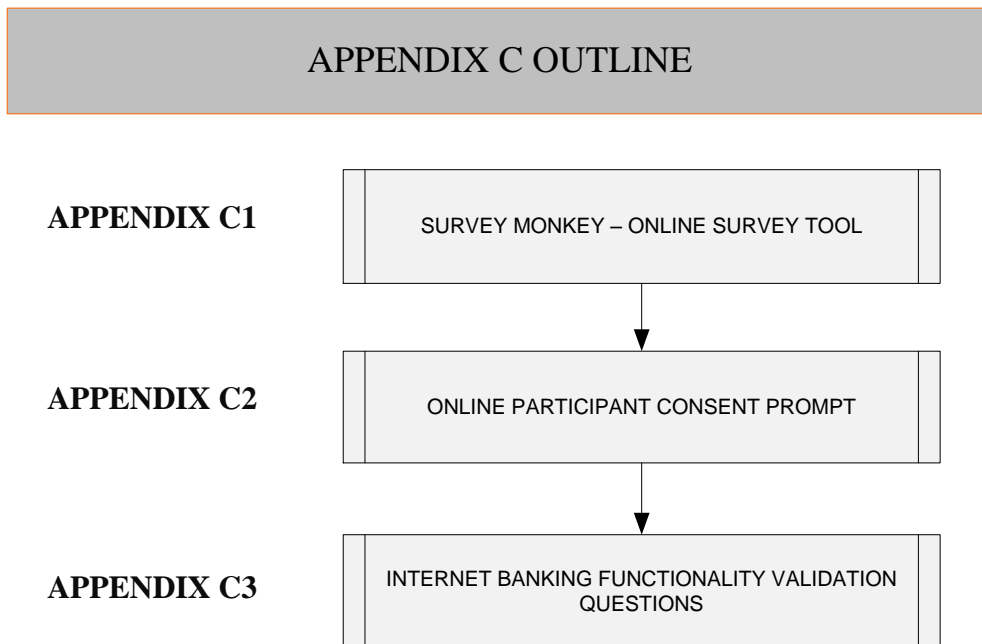 APPENDIX C OUTLINE
APPENDIX C1
SURVEY MONKEY – ONLINE SURVEY TOOL
APPENDIX C2
ONLINE PARTICIPANT CONSENT PROMPT
APPENDIX C3
INTERNET BANKING FUNCTIONALITY VALIDATION
QUESTIONS